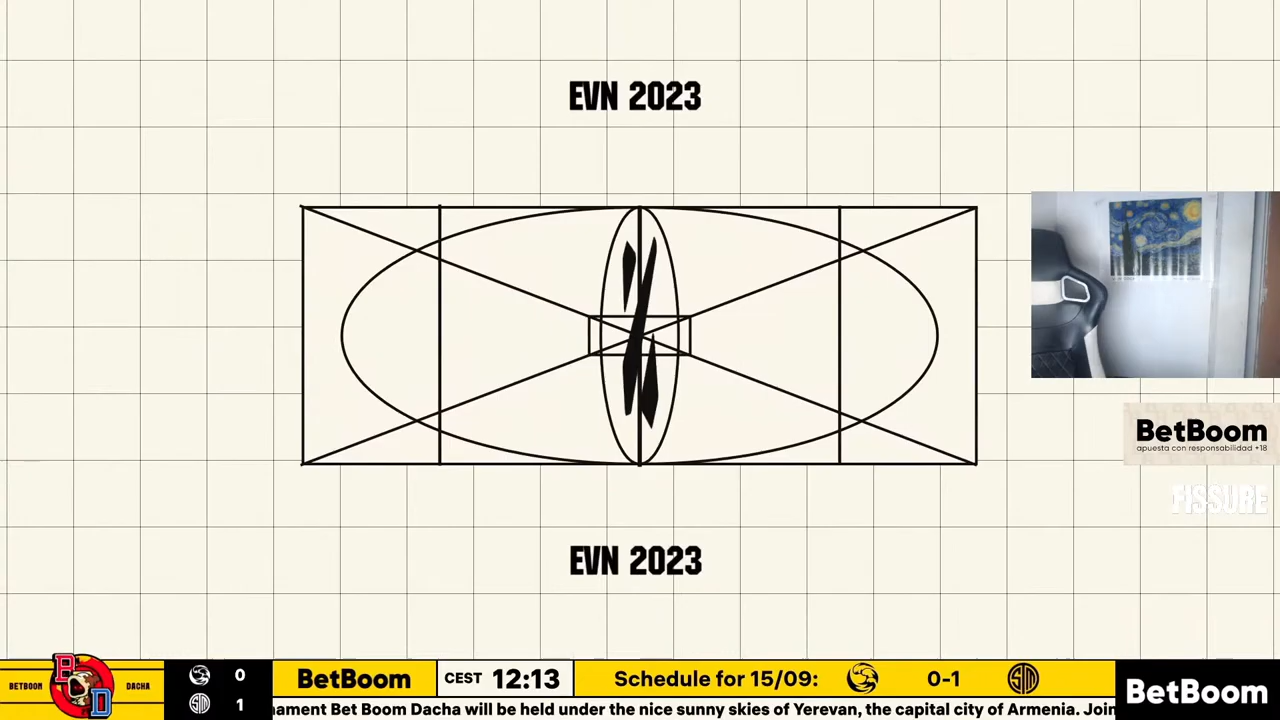 EVN 2023
BetBoom
apuesta con responsabilidad +18
FISSURE
EVN 2023
BETBOOM
B
D
DACHA
0
1
BetBoom
CEST 12:13
Schedule for 15/09:
0-1
BetBoom
nament Bet Boom Dacha will be held under the nice sunny skies of Yerevan, the capital city of Armenia. Join